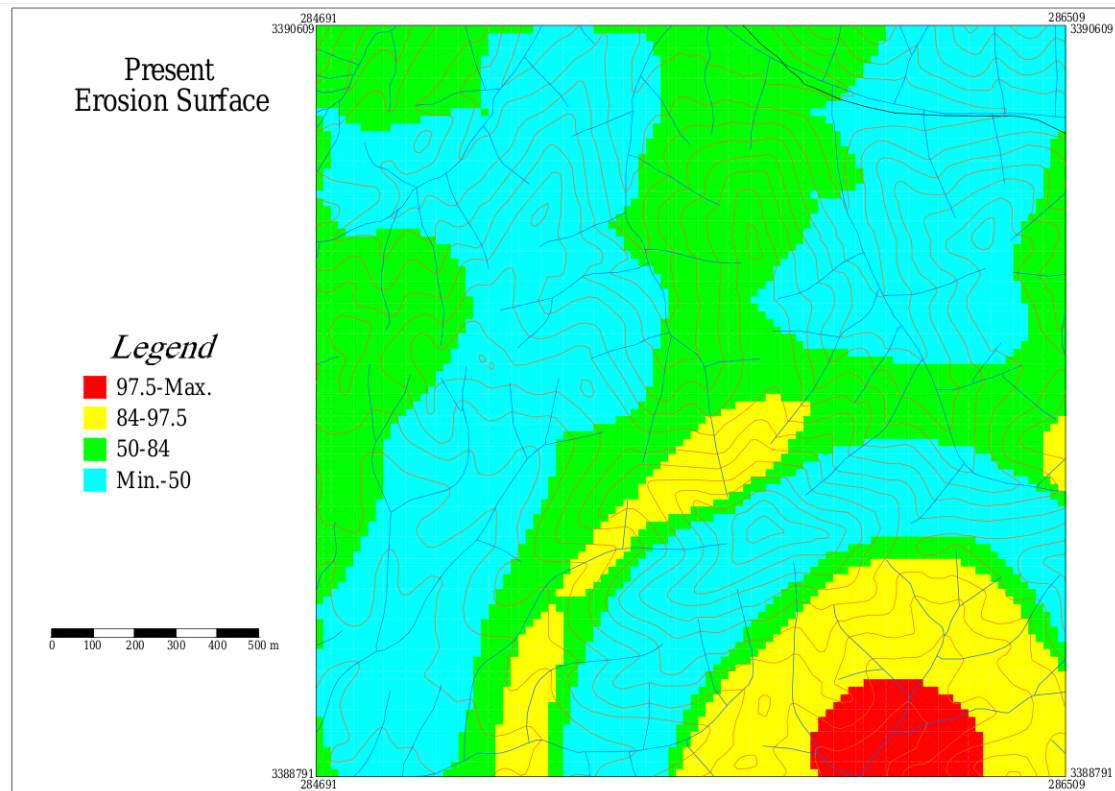 284691
286509
3390609
3390609
Present
Erosion Surface
Legend
97.5-Max.
84-97.5
50-84
Min.-50
0 100 200 300 400 500 m
3388791
3388791
284691
286509